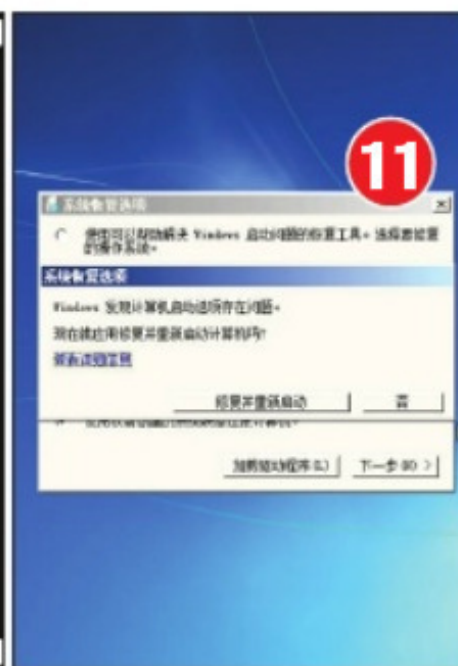 11
系统恢复选项
使用可以帮助解决 Windows 启动问题的恢复工具。选择要修复
的操作系统。
系统恢复选项
Windows 发现计算机启动选项存在问题。
现在就应用修复并重新启动计算机吗?
查看详细信息
修复并重新启动
否
加载驱动程序(L)
下一步(N) >